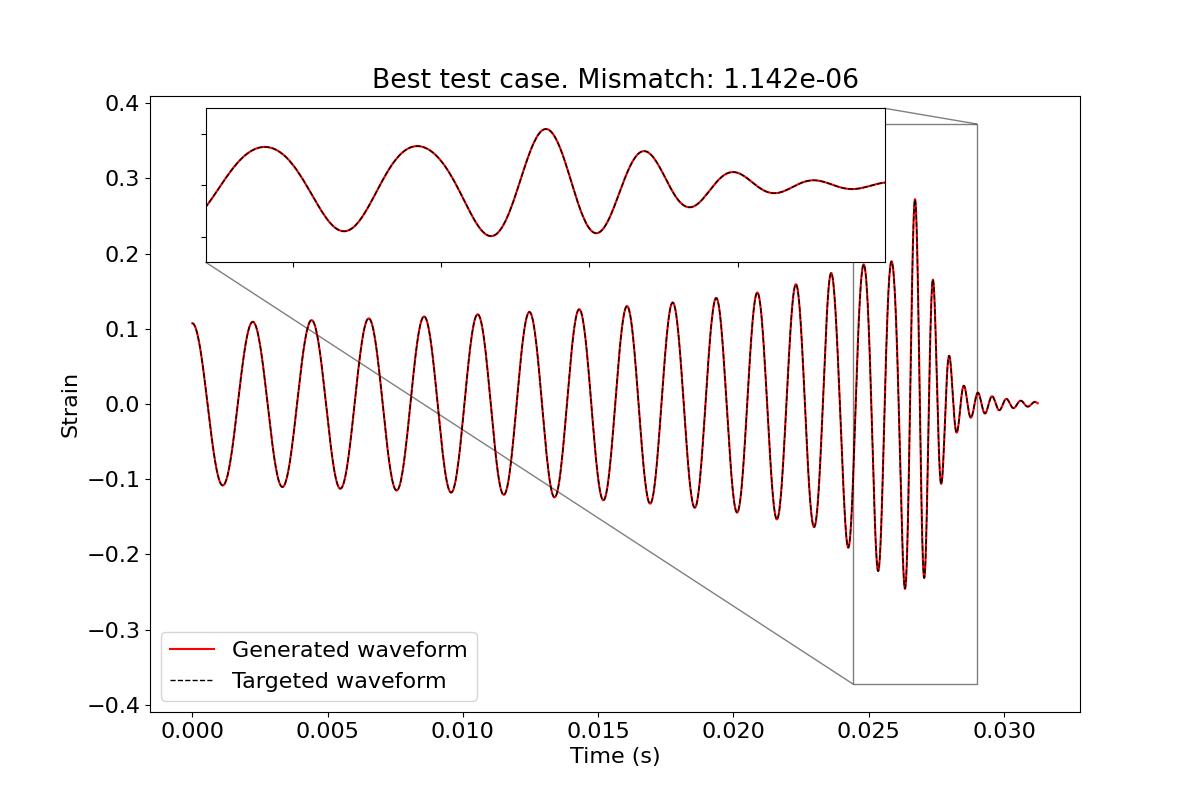 Best test case. Mismatch: 1.142e-06
0.4
0.3
0.2
0.1
0.0
−0.1
−0.2
−0.3
−0.4
Strain
Generated waveform
Targeted waveform
0.000 0.005 0.010 0.015 0.020 0.025 0.030
Time (s)